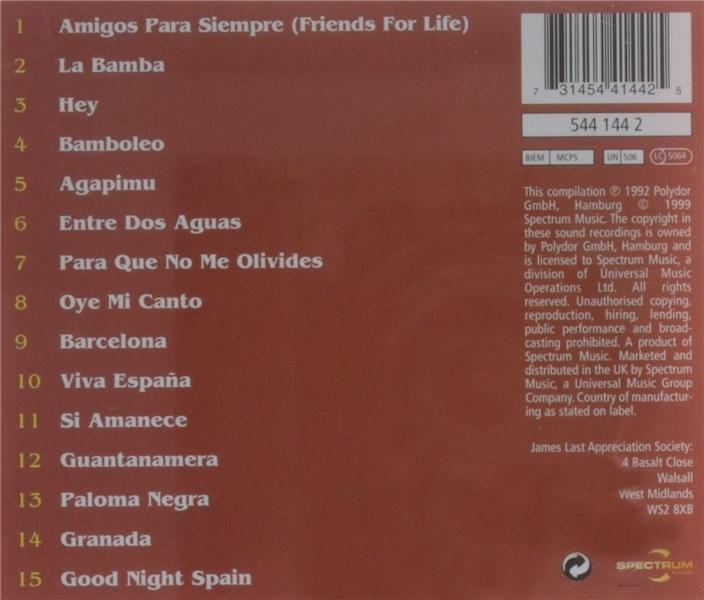 1 Amigos Para Siempre (Friends For Life)
2 La Bamba
3 Hey
4 Bamboleo
5 Agapimu
6 Entre Dos Aguas
7 Para Que No Me Olivides
8 Oye Mi Canto
9 Barcelona
10 Viva España
11 Si Amanece
12 Guantanamera
13 Paloma Negra
14 Granada
15 Good Night Spain
7 31454 41442 5
544 144 2
BIEM MCPS UN 506 LC 5064
This compilation ℗ 1992 Polydor
GmbH, Hamburg © 1999
Spectrum Music. The copyright in
these sound recordings is owned
by Polydor GmbH, Hamburg and
is licensed to Spectrum Music, a
division of Universal Music
Operations Ltd. All rights
reserved. Unauthorised copying,
reproduction, hiring, lending,
public performance and broad-
casting prohibited. A product of
Spectrum Music. Marketed and
distributed in the UK by Spectrum
Music, a Universal Music Group
Company. Country of manufactur-
ing as stated on label.
James Last Appreciation Society:
4 Basalt Close
Walsall
West Midlands
WS2 8XB
SPECTRUM